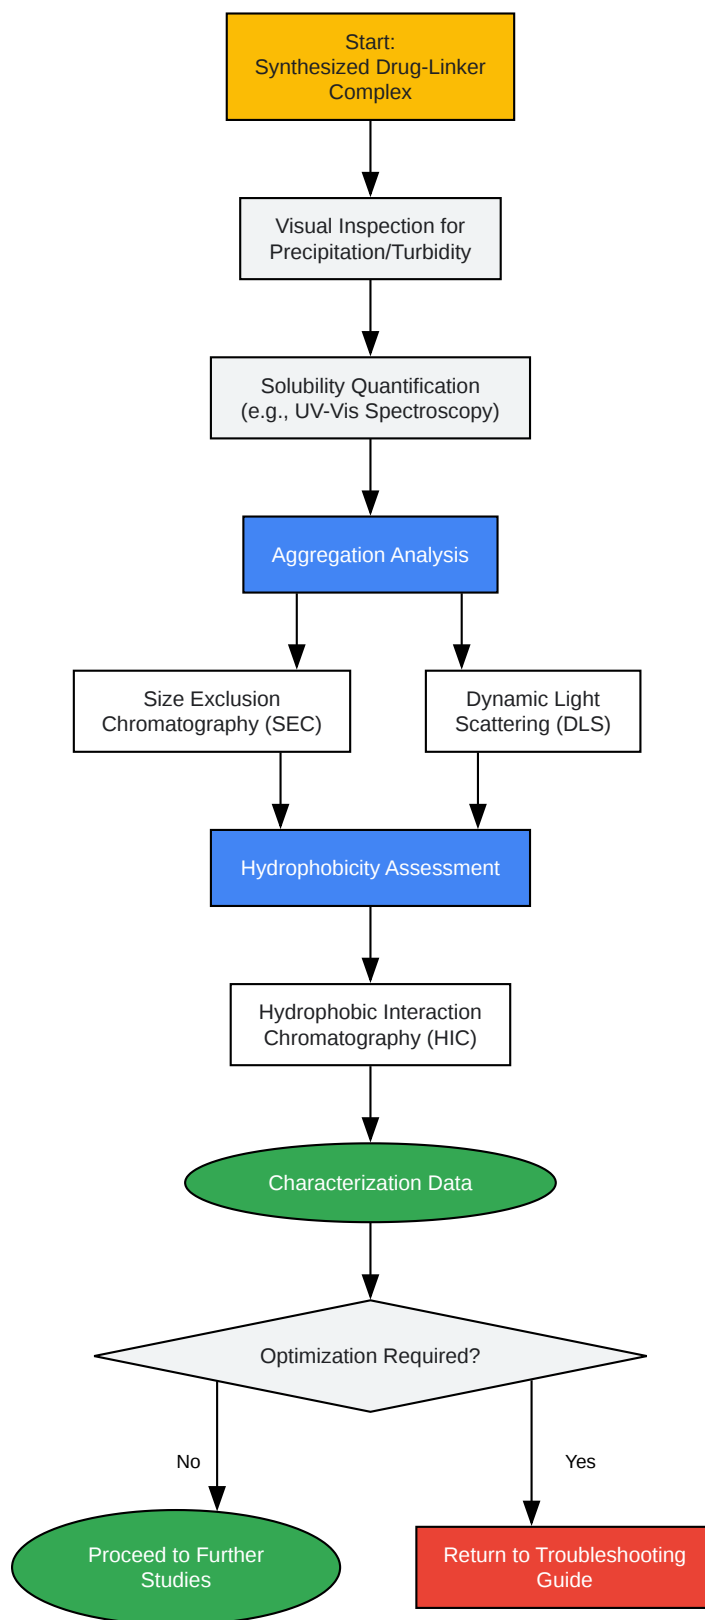 Start:
Synthesized Drug-Linker
Complex
Visual Inspection for
Precipitation/Turbidity
Solubility Quantification
(e.g., UV-Vis Spectroscopy)
Aggregation Analysis
Size Exclusion
Chromatography (SEC)
Dynamic Light
Scattering (DLS)
Hydrophobicity Assessment
Hydrophobic Interaction
Chromatography (HIC)
Characterization Data
Optimization Required?
No
Yes
Proceed to Further
Studies
Return to Troubleshooting
Guide